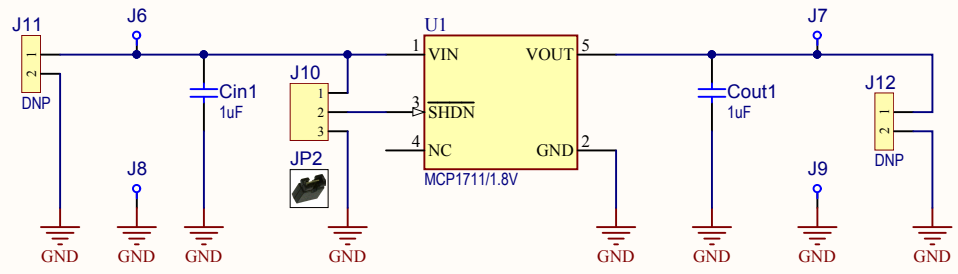 J11
1
2
DNP
J6
J8
Cin1
1uF
J10
1
2
3
JP2
U1
1
VIN
VOUT
5
3
SHDN
4
NC
GND
2
MCP1711/1.8V
Cout1
1uF
J7
J9
J12
1
2
DNP
GND
GND
GND
GND
GND
GND
GND
GND